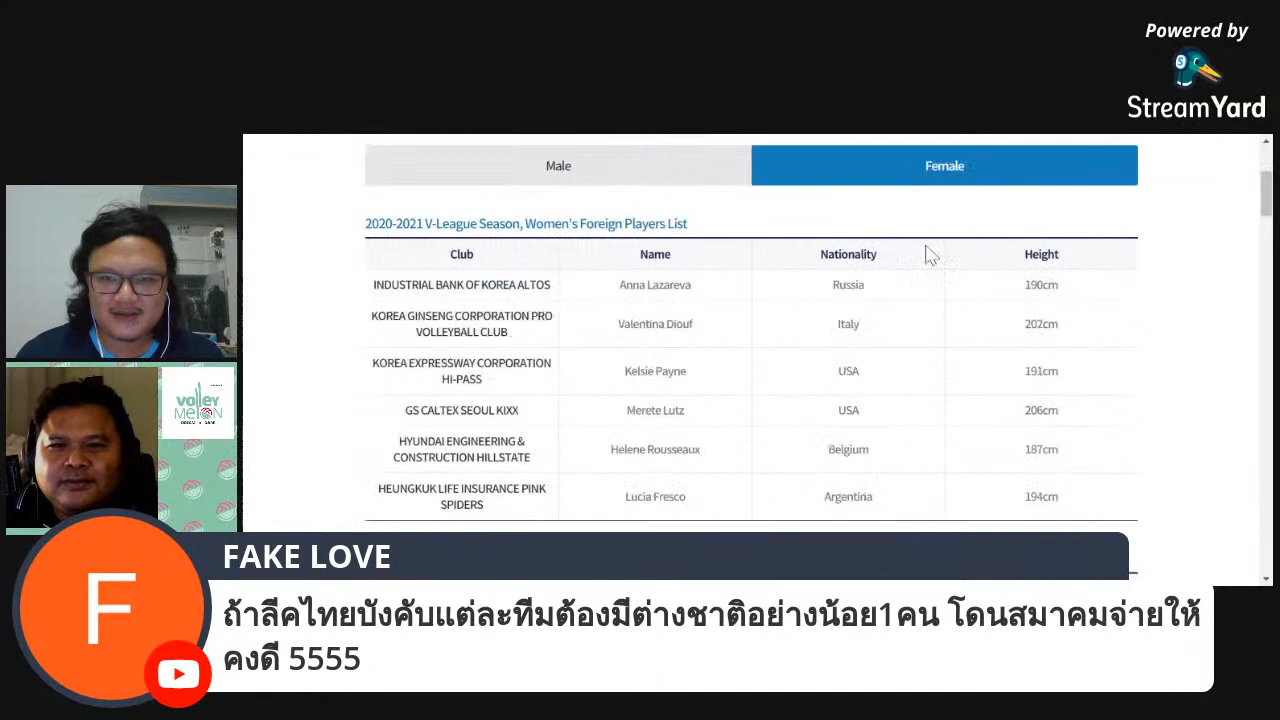 Powered by
StreamYard
Male
Female
2020-2021 V-League Season, Women's Foreign Players List
Club Name Nationality Height
INDUSTRIAL BANK OF KOREA ALTOS Anna Lazareva Russia 190cm
KOREA GINSENG CORPORATION PRO VOLLEYBALL CLUB Valentina Diouf Italy 202cm
KOREA EXPRESSWAY CORPORATION HI-PASS Kelsie Payne USA 191cm
GS CALTEX SEOUL KIXX Merete Lutz USA 206cm
HYUNDAI ENGINEERING & CONSTRUCTION HILLSTATE Helene Rousseaux Belgium 187cm
HEUNGKUK LIFE INSURANCE PINK SPIDERS Lucia Fresco Argentina 194cm
volley
MELON
F
FAKE LOVE
ถ้าลีคไทยบังคับแต่ละทีมต้องมีต่างชาติอย่างน้อย1คน โดนสมาคมจ่ายให้
คงดี 5555